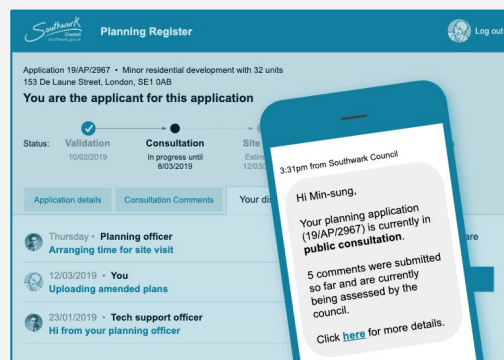 Southwark
Council
southwark.gov.uk
Planning Register
Log out
Application 19/AP/2967 • Minor residential development with 32 units
153 De Laune Street, London, SE1 0AB
You are the applicant for this application
Status:
Validation
10/02/2019
Consultation
In progress until
8/03/2019
Site
Estim
12/03/
Application details
Consultation Comments
Your dis
Thursday • Planning officer
Arranging time for site visit
12/03/2019 • You
Uploading amended plans
23/01/2019 • Tech support officer
Hi from your planning officer
are
3:31pm from Southwark Council
Hi Min-sung,
Your planning application
(19/AP/2967) is currently in
public consultation.
5 comments were submitted
so far and are currently
being assessed by the
council.
Click here for more details.